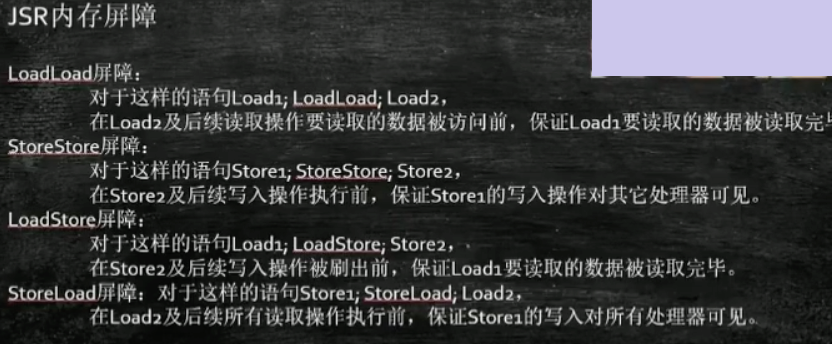 JSR内存屏障
LoadLoad屏障：
对于这样的语句Load1; LoadLoad; Load2，
在Load2及后续读取操作要读取的数据被访问前，保证Load1要读取的数据被读取完毕
StoreStore屏障：
对于这样的语句Store1; StoreStore; Store2，
在Store2及后续写入操作执行前，保证Store1的写入操作对其它处理器可见。
LoadStore屏障：
对于这样的语句Load1; LoadStore; Store2，
在Store2及后续写入操作被刷出前，保证Load1要读取的数据被读取完毕。
StoreLoad屏障：对于这样的语句Store1; StoreLoad; Load2，
在Load2及后续所有读取操作执行前，保证Store1的写入对所有处理器可见。